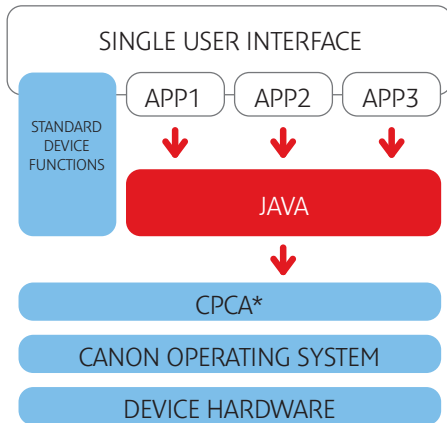 SINGLE USER INTERFACE
STANDARD
DEVICE
FUNCTIONS
APP1
APP2
APP3
JAVA
CPCA*
CANON OPERATING SYSTEM
DEVICE HARDWARE